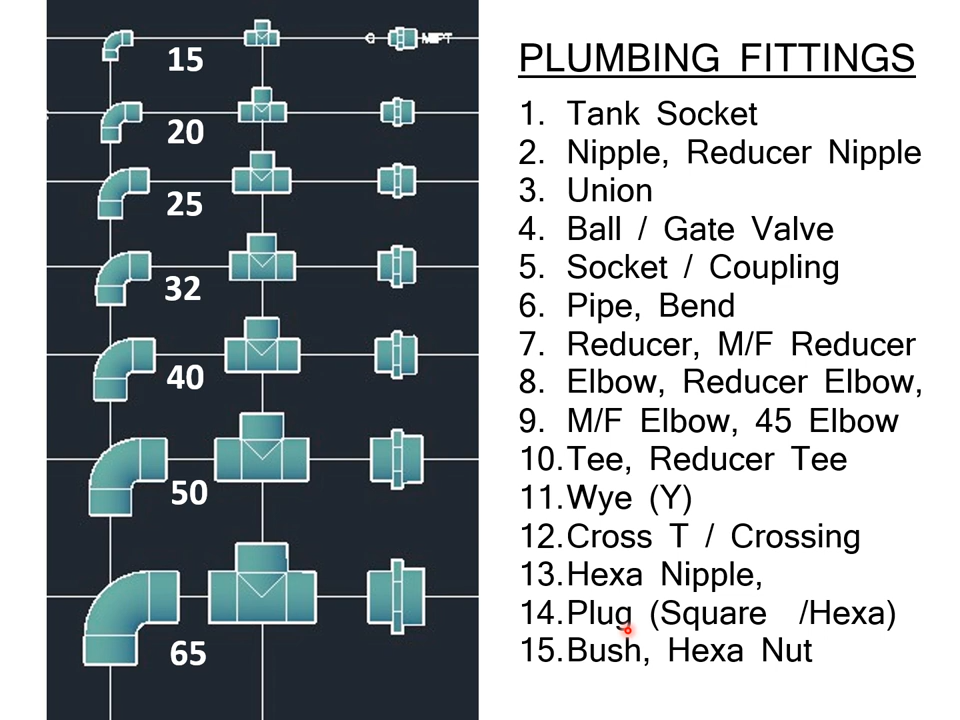 15
20
25
32
40
50
65
PLUMBING FITTINGS
1. Tank Socket
2. Nipple, Reducer Nipple
3. Union
4. Ball / Gate Valve
5. Socket / Coupling
6. Pipe, Bend
7. Reducer, M/F Reducer
8. Elbow, Reducer Elbow,
9. M/F Elbow, 45 Elbow
10. Tee, Reducer Tee
11. Wye (Y)
12. Cross T / Crossing
13. Hexa Nipple,
14. Plug (Square /Hexa)
15. Bush, Hexa Nut